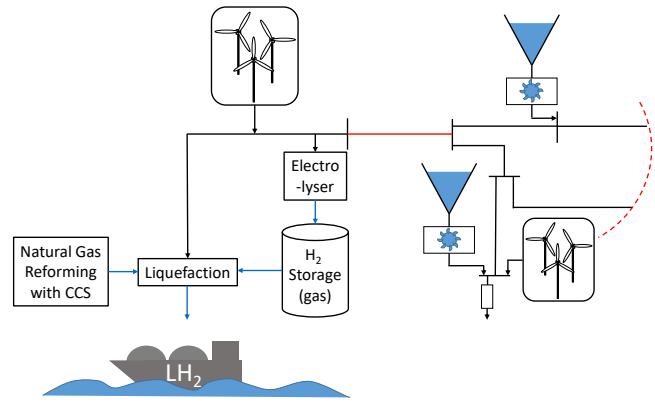 Electro
-lyser
Natural Gas
Reforming
with CCS
Liquefaction
H₂
Storage
(gas)
LH₂